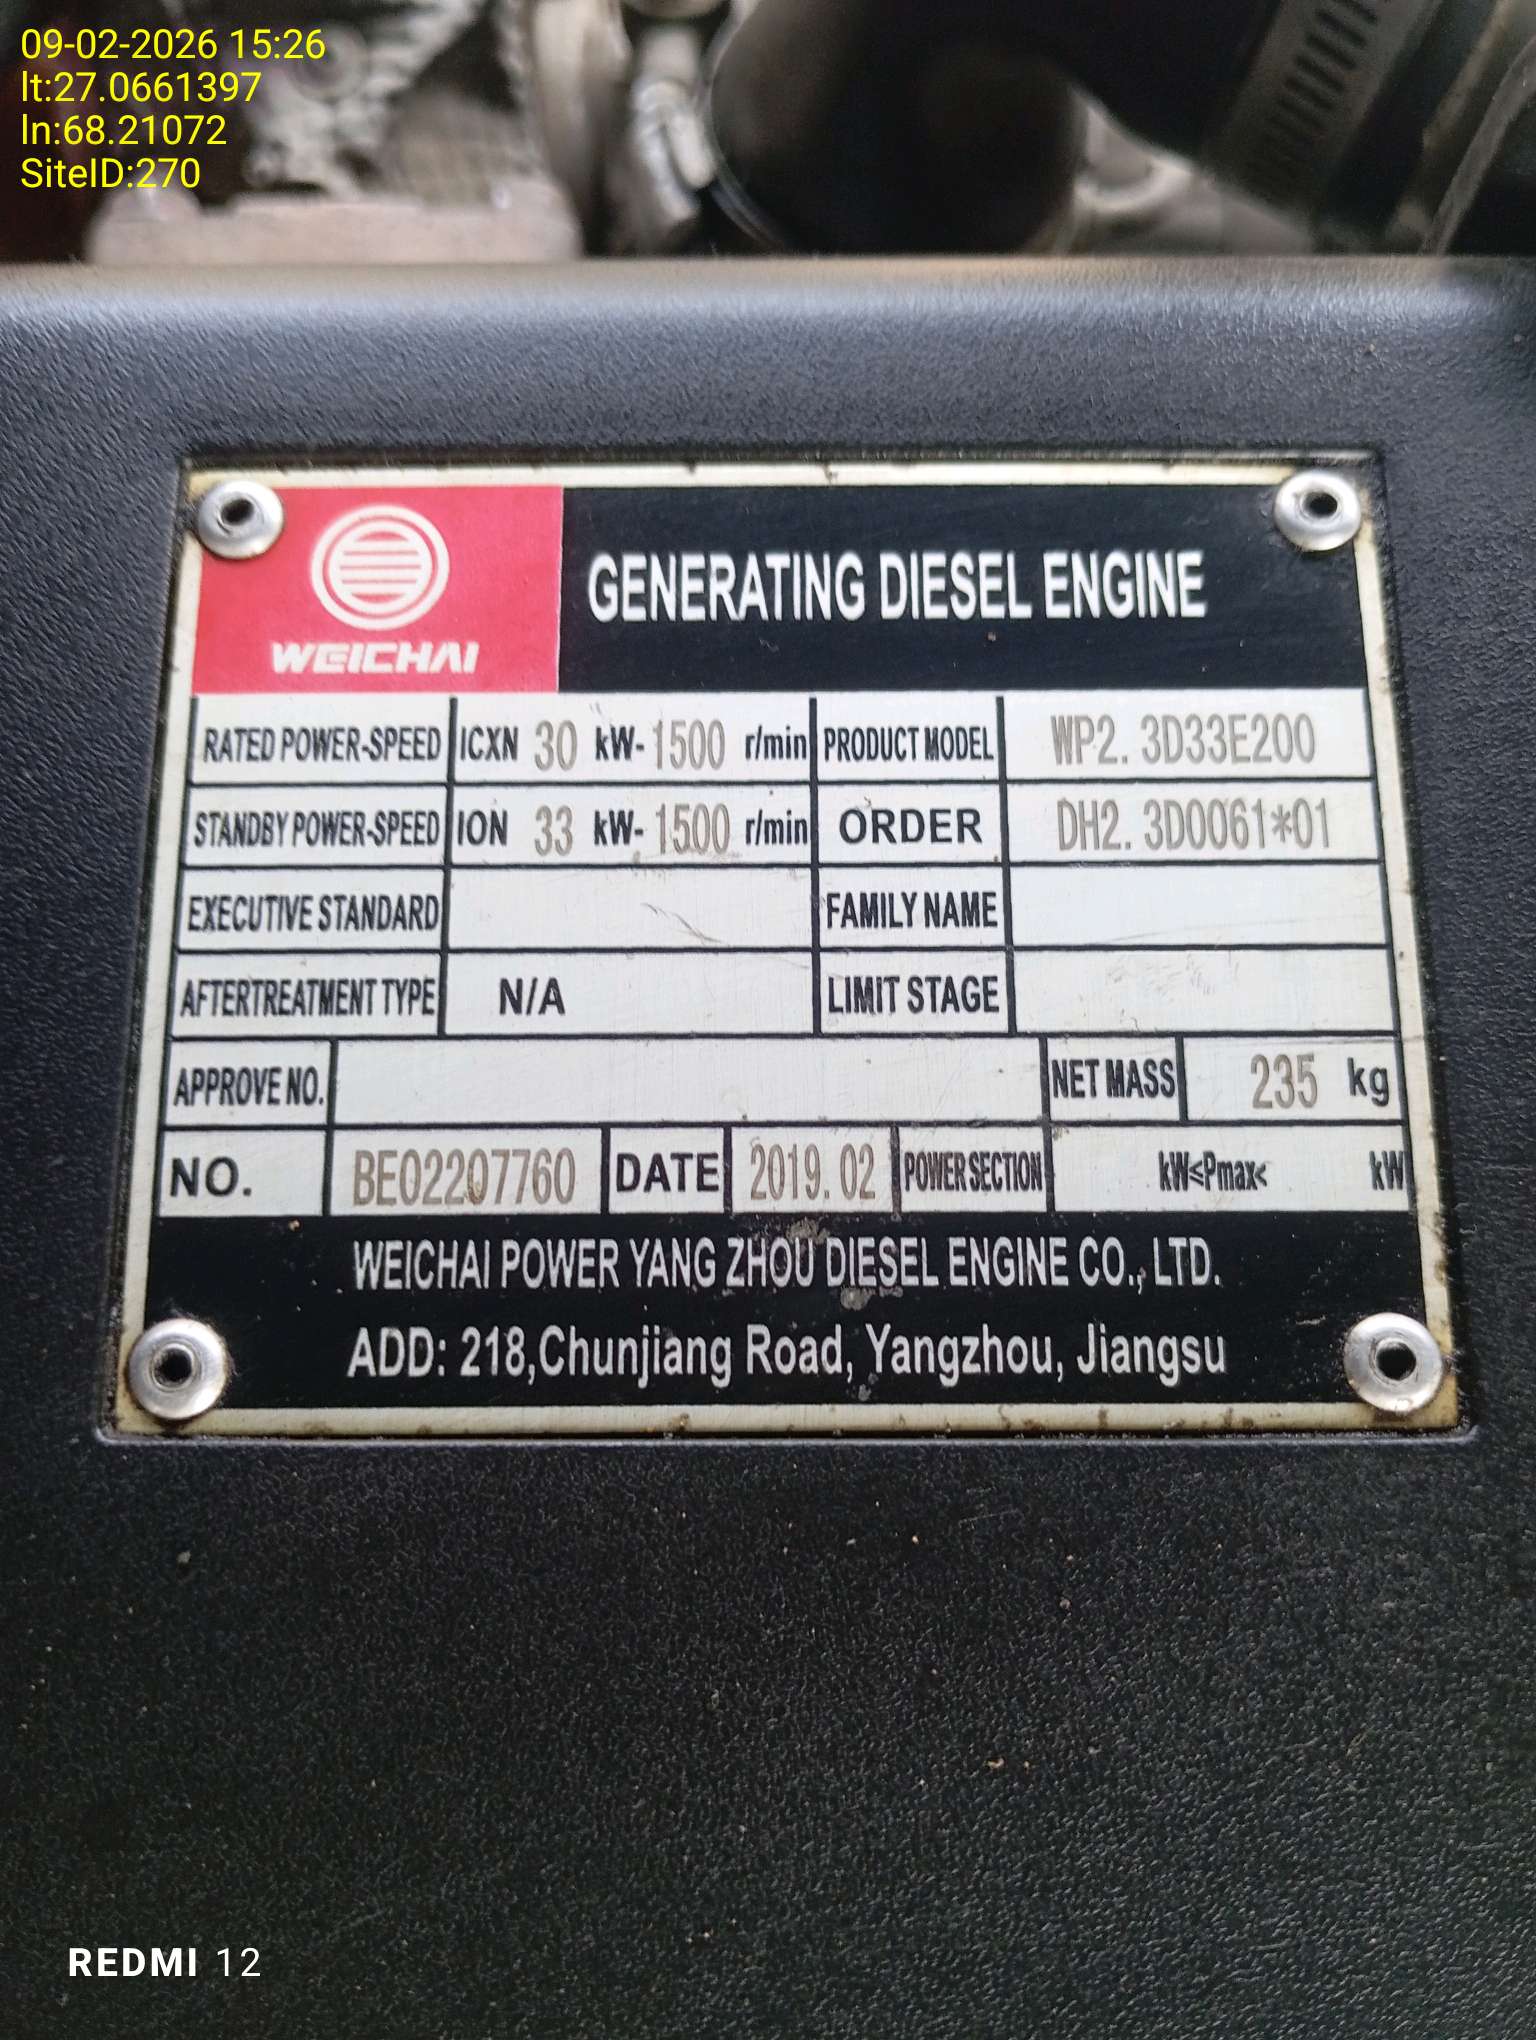 09-02-2026 15:26
lt:27.0661397
ln:68.21072
SiteID:270
WEICHAI
GENERATING DIESEL ENGINE
RATED POWER-SPEED ICXN 30 kW- 1500 r/min PRODUCT MODEL WP2. 3D33E200
STANDBY POWER-SPEED ION 33 kW- 1500 r/min ORDER DH2. 3D0061*01
EXECUTIVE STANDARD FAMILY NAME
AFTERTREATMENT TYPE N/A LIMIT STAGE
APPROVE NO. NET MASS 235 kg
NO. BE02207760 DATE 2019. 02 POWER SECTION kW≤Pmax< kW
WEICHAI POWER YANG ZHOU DIESEL ENGINE CO., LTD.
ADD: 218,Chunjiang Road, Yangzhou, Jiangsu
REDMI 12